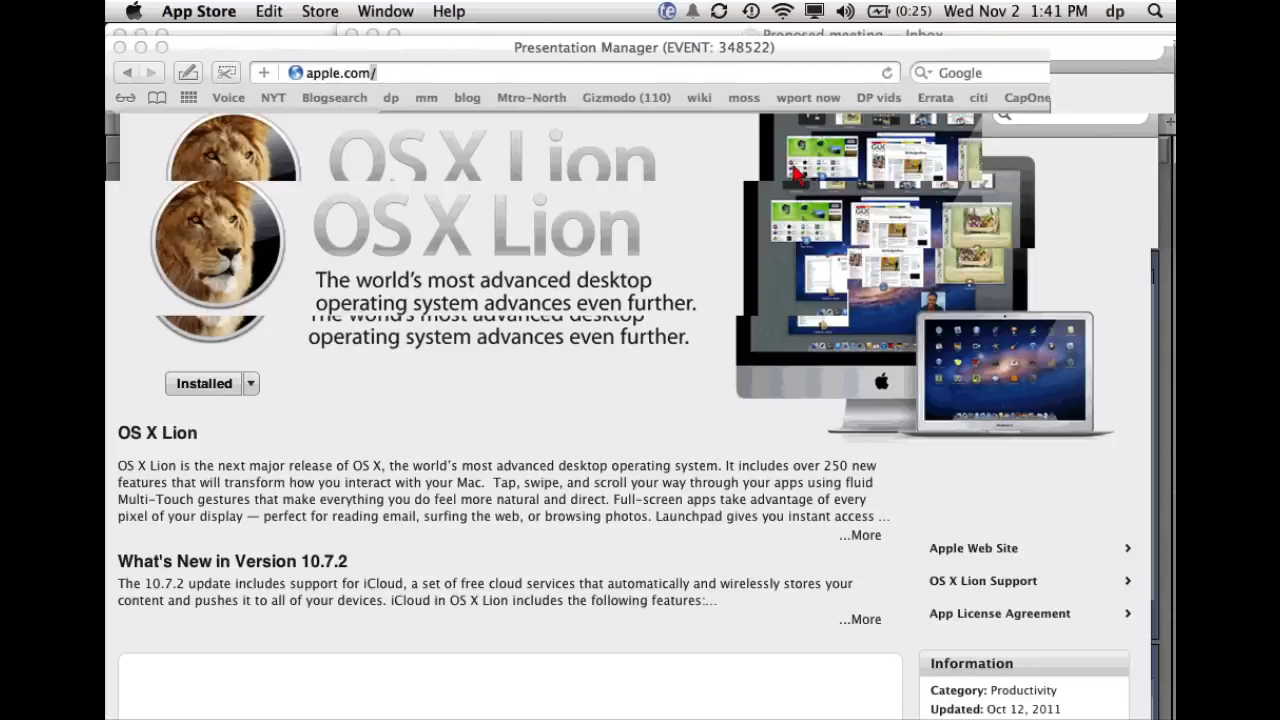 App Store Edit Store Window Help (0:25) Wed Nov 2 1:41 PM dp
Proposed meeting — Inbox
Presentation Manager (EVENT: 348522)
apple.com/ Google
Voice NYT Blogsearch dp mm blog Mtro-North Gizmodo (110) wiki moss wport now DP vids Errata citi CapOne
OS X Lion
OS X Lion
The world's most advanced desktop
operating system advances even further.
The world's most advanced desktop
operating system advances even further.
Installed
OS X Lion
OS X Lion is the next major release of OS X, the world's most advanced desktop operating system. It includes over 250 new
features that will transform how you interact with your Mac.  Tap, swipe, and scroll your way through your apps using fluid
Multi-Touch gestures that make everything you do feel more natural and direct. Full-screen apps take advantage of every
pixel of your display — perfect for reading email, surfing the web, or browsing photos. Launchpad gives you instant access ...
...More
What's New in Version 10.7.2
The 10.7.2 update includes support for iCloud, a set of free cloud services that automatically and wirelessly stores your
content and pushes it to all of your devices. iCloud in OS X Lion includes the following features:...
...More
Apple Web Site
OS X Lion Support
App License Agreement
Information
Category: Productivity
Updated: Oct 12, 2011